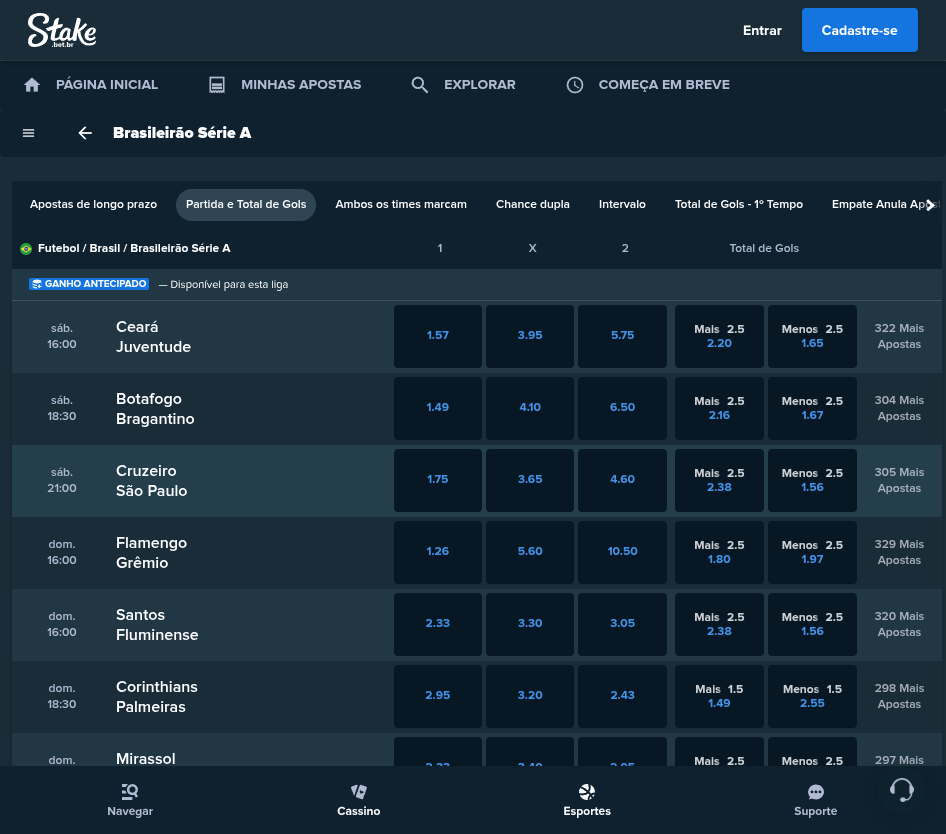 Stake
.bet.br
Entrar
Cadastre-se
PÁGINA INICIAL
MINHAS APOSTAS
EXPLORAR
COMEÇA EM BREVE
Brasileirão Série A
Apostas de longo prazo
Partida e Total de Gols
Ambos os times marcam
Chance dupla
Intervalo
Total de Gols - 1º Tempo
Empate Anula
Futebol / Brasil / Brasileirão Série A
1
X
2
Total de Gols
GANHO ANTECIPADO — Disponível para esta liga
sáb.
16:00
Ceará
Juventude
1.57
3.95
5.75
Mais 2.5
2.20
Menos 2.5
1.65
322 Mais
Apostas
sáb.
18:30
Botafogo
Bragantino
1.49
4.10
6.50
Mais 2.5
2.16
Menos 2.5
1.67
304 Mais
Apostas
sáb.
21:00
Cruzeiro
São Paulo
1.75
3.65
4.60
Mais 2.5
2.38
Menos 2.5
1.56
305 Mais
Apostas
dom.
16:00
Flamengo
Grêmio
1.26
5.60
10.50
Mais 2.5
1.80
Menos 2.5
1.97
329 Mais
Apostas
dom.
16:00
Santos
Fluminense
2.33
3.30
3.05
Mais 2.5
2.38
Menos 2.5
1.56
320 Mais
Apostas
dom.
18:30
Corinthians
Palmeiras
2.95
3.20
2.43
Mais 1.5
1.49
Menos 1.5
2.55
298 Mais
Apostas
dom.
Mirassol
Mais 2.5
Menos 2.5
297 Mais
Navegar
Cassino
Esportes
Suporte